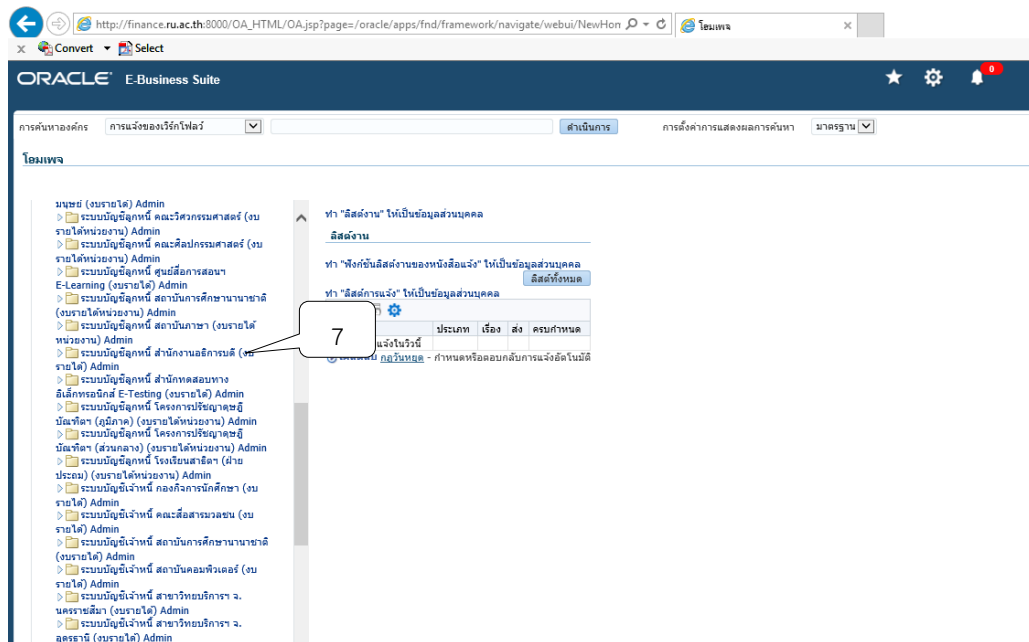 http://finance.ru.ac.th:8000/OA_HTML/OA.jsp?page=/oracle/apps/fnd/framework/navigate/webui/NewHon
โฮมเพจ
x Convert Select
ORACLE E-Business Suite
0
การค้นหาองค์กร การแจ้งของเวิร์กโฟลว์ ดำเนินการ การตั้งค่าการแสดงผลการค้นหา มาตรฐาน
โฮมเพจ
มนุษย์ (งบรายได้) Admin
ระบบบัญชีลูกหนี้ คณะวิศวกรรมศาสตร์ (งบ
รายได้หน่วยงาน) Admin
ระบบบัญชีลูกหนี้ คณะศิลปกรรมศาสตร์ (งบ
รายได้หน่วยงาน) Admin
ระบบบัญชีลูกหนี้ ศูนย์สื่อการสอนฯ
E-Learning (งบรายได้) Admin
ระบบบัญชีลูกหนี้ สถาบันการศึกษานานาชาติ
(งบรายได้หน่วยงาน) Admin
ระบบบัญชีลูกหนี้ สถาบันภาษา (งบรายได้
หน่วยงาน) Admin
ระบบบัญชีลูกหนี้ สำนักงานอธิการบดี (งบ
รายได้) Admin
ระบบบัญชีลูกหนี้ สำนักทดสอบทาง
อิเล็กทรอนิกส์ E-Testing (งบรายได้) Admin
ระบบบัญชีลูกหนี้ โครงการปรัชญาดุษฎี
บัณฑิตฯ (ภูมิภาค) (งบรายได้หน่วยงาน) Admin
ระบบบัญชีลูกหนี้ โครงการปรัชญาดุษฎี
บัณฑิตฯ (ส่วนกลาง) (งบรายได้หน่วยงาน) Admin
ระบบบัญชีลูกหนี้ โรงเรียนสาธิตฯ (ฝ่าย
ประถม) (งบรายได้หน่วยงาน) Admin
ระบบบัญชีเจ้าหนี้ กองกิจการนักศึกษา (งบ
รายได้) Admin
ระบบบัญชีเจ้าหนี้ คณะสื่อสารมวลชน (งบ
รายได้) Admin
ระบบบัญชีเจ้าหนี้ สถาบันการศึกษานานาชาติ
(งบรายได้) Admin
ระบบบัญชีเจ้าหนี้ สถาบันคอมพิวเตอร์ (งบ
รายได้) Admin
ระบบบัญชีเจ้าหนี้ สาขาวิทยบริการฯ จ.
นครราชสีมา (งบรายได้) Admin
ระบบบัญชีเจ้าหนี้ สาขาวิทยบริการฯ จ.
อุดรธานี (งบรายได้) Admin
ทำ "ลิสต์งาน" ให้เป็นข้อมูลส่วนบุคคล
ลิสต์งาน
ทำ "ฟังก์ชันลิสต์งานของหนังสือแจ้ง" ให้เป็นข้อมูลส่วนบุคคล
ลิสต์ทั้งหมด
ทำ "ลิสต์การแจ้ง" ให้เป็นข้อมูลส่วนบุคคล
ประเภท เรื่อง ส่ง ครบกำหนด
แจ้งในวิวนี้
กฎวันหยุด - กำหนดหรือตอบกลับการแจ้งอัตโนมัติ
7